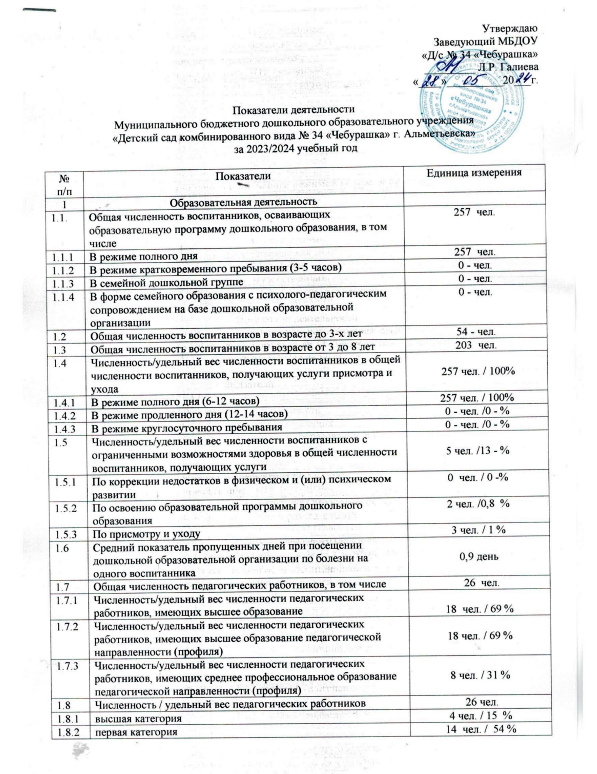 Утверждаю
Заведующий МБДОУ
«Д/с № 34 «Чебурашка»
Л.Р. Галиева
« 28 » 05 2024 г.
Показатели деятельности
Муниципального бюджетного дошкольного образовательного учреждения
«Детский сад комбинированного вида № 34 «Чебурашка» г. Альметьевска»
за 2023/2024 учебный год
№ Показатели Единица измерения
п/п
1 Образовательная деятельность
1.1. Общая численность воспитанников, осваивающих 257 чел.
образовательную программу дошкольного образования, в том
числе
1.1.1 В режиме полного дня 257 чел.
1.1.2 В режиме кратковременного пребывания (3-5 часов) 0 - чел.
1.1.3 В семейной дошкольной группе 0 - чел.
1.1.4 В форме семейного образования с психолого-педагогическим 0 - чел.
сопровождением на базе дошкольной образовательной
организации
1.2 Общая численность воспитанников в возрасте до 3-х лет 54 - чел.
1.3 Общая численность воспитанников в возрасте от 3 до 8 лет 203 чел.
1.4 Численность/удельный вес численности воспитанников в общей
численности воспитанников, получающих услуги присмотра и 257 чел. / 100%
ухода
1.4.1 В режиме полного дня (6-12 часов) 257 чел. / 100%
1.4.2 В режиме продленного дня (12-14 часов) 0 - чел. /0 - %
1.4.3 В режиме круглосуточного пребывания 0 - чел. /0 - %
1.5 Численность/удельный вес численности воспитанников с
ограниченными возможностями здоровья в общей численности 5 чел. /13 - %
воспитанников, получающих услуги
1.5.1 По коррекции недостатков в физическом и (или) психическом 0 чел. / 0 -%
развитии
1.5.2 По освоению образовательной программы дошкольного 2 чел. /0,8 %
образования
1.5.3 По присмотру и уходу 3 чел. / 1 %
1.6 Средний показатель пропущенных дней при посещении
дошкольной образовательной организации по болезни на 0,9 день
одного воспитанника
1.7 Общая численность педагогических работников, в том числе 26 чел.
1.7.1 Численность/удельный вес численности педагогических
работников, имеющих высшее образование 18 чел. / 69 %
1.7.2 Численность/удельный вес численности педагогических
работников, имеющих высшее образование педагогической 18 чел. / 69 %
направленности (профиля)
1.7.3 Численность/удельный вес численности педагогических
работников, имеющих среднее профессиональное образование 8 чел. / 31 %
педагогической направленности (профиля)
1.8 Численность / удельный вес педагогических работников 26 чел.
1.8.1 высшая категория 4 чел. / 15 %
1.8.2 первая категория 14 чел. / 54 %